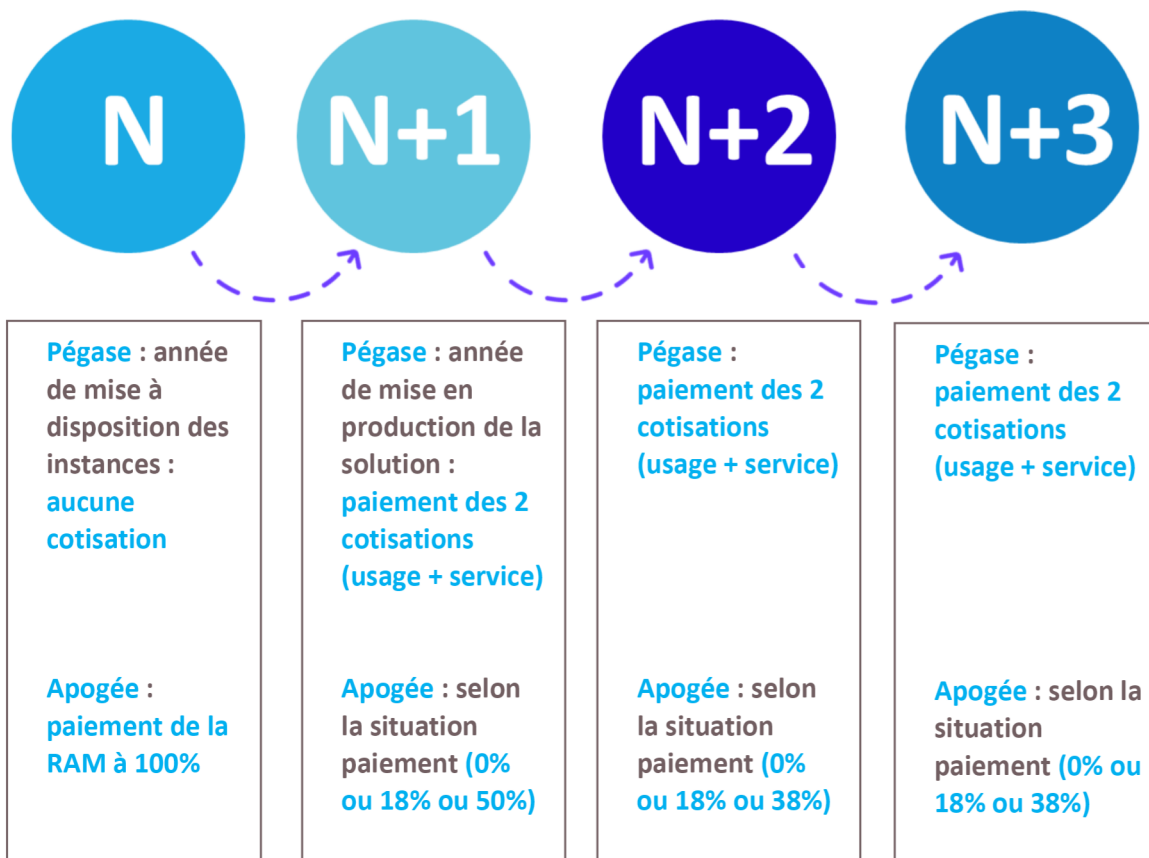 N
N+1
N+2
N+3
Pégase : année
de mise à
disposition des
instances :
aucune
cotisation
Apogée :
paiement de la
RAM à 100%
Pégase : année
de mise en
production de la
solution :
paiement des 2
cotisations
(usage + service)
Apogée : selon
la situation
paiement (0%
ou 18% ou 50%)
Pégase :
paiement des 2
cotisations
(usage + service)
Apogée : selon
la situation
paiement (0%
ou 18% ou 38%)
Pégase :
paiement des 2
cotisations
(usage + service)
Apogée : selon la
situation
paiement (0% ou
18% ou 38%)